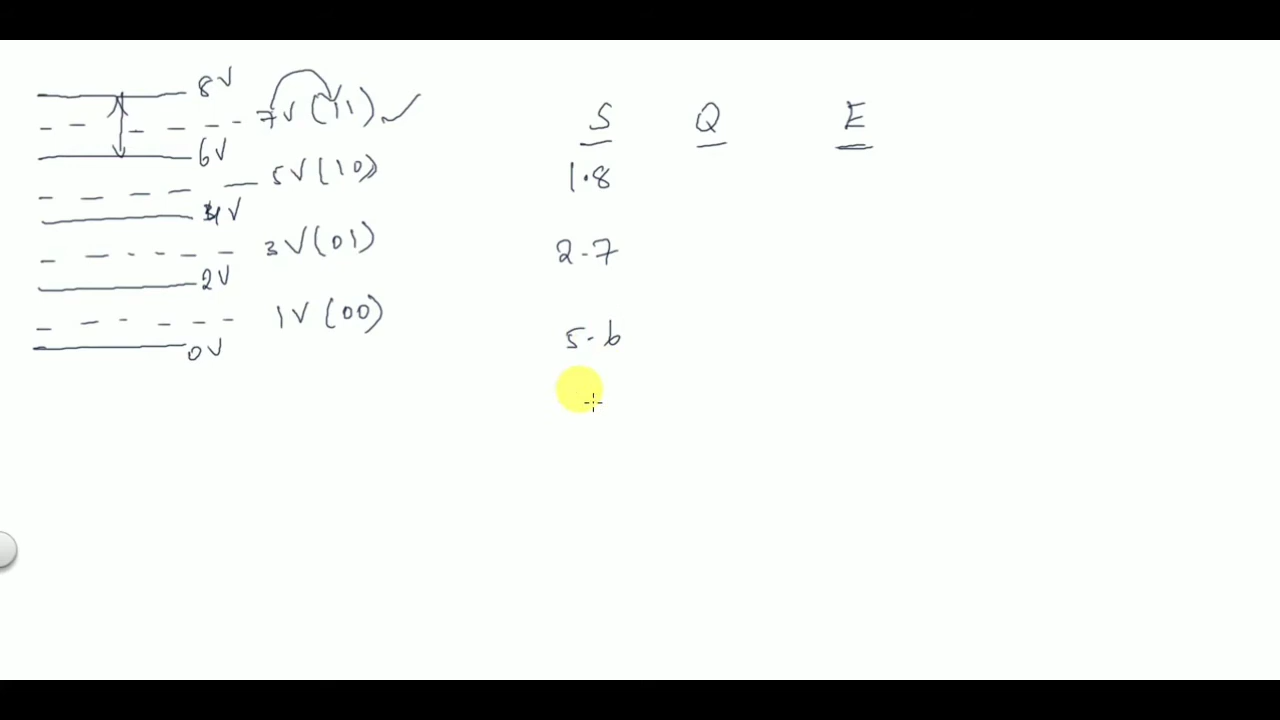 8V
7V (11) ✓
6V
5V (10)
4V
3V (01)
2V
1V (00)
0V
S Q E
1.8
2.7
5.6